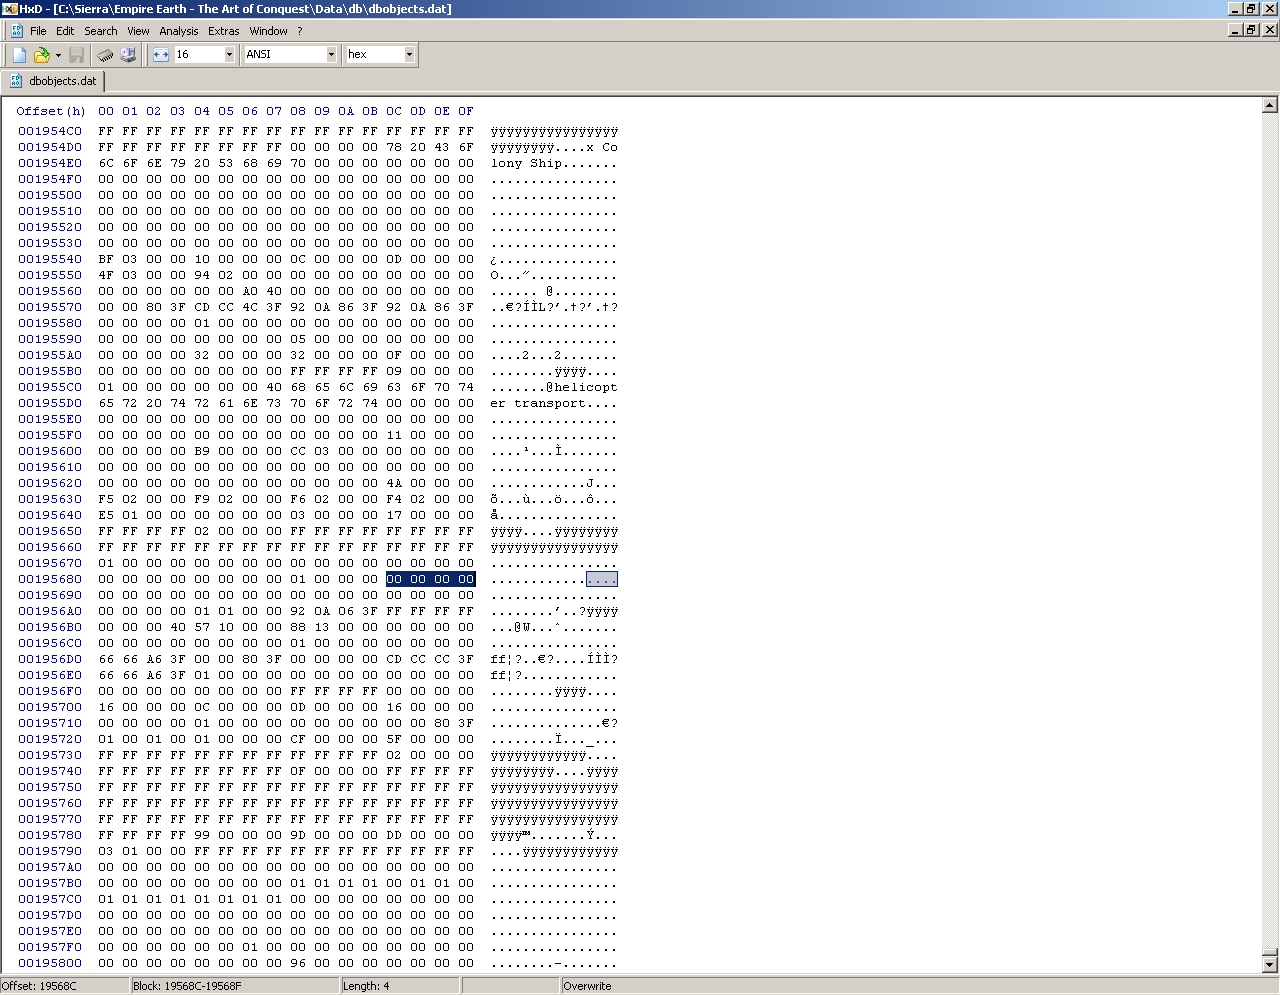 HxD - [C:\Sierra\Empire Earth - The Art of Conquest\Data\db\dbobjects.dat]
File Edit Search View Analysis Extras Window ?
16 ANSI hex
dbobjects.dat
Offset(h) 00 01 02 03 04 05 06 07 08 09 0A 0B 0C 0D 0E 0F
001954C0 FF FF FF FF FF FF FF FF FF FF FF FF FF FF FF FF ÿÿÿÿÿÿÿÿÿÿÿÿÿÿÿÿ
001954D0 FF FF FF FF FF FF FF FF 00 00 00 00 78 20 43 6F ÿÿÿÿÿÿÿÿ....x Co
001954E0 6C 6F 6E 79 20 53 68 69 70 00 00 00 00 00 00 00 lony Ship.......
001954F0 00 00 00 00 00 00 00 00 00 00 00 00 00 00 00 00 ................
00195500 00 00 00 00 00 00 00 00 00 00 00 00 00 00 00 00 ................
00195510 00 00 00 00 00 00 00 00 00 00 00 00 00 00 00 00 ................
00195520 00 00 00 00 00 00 00 00 00 00 00 00 00 00 00 00 ................
00195530 00 00 00 00 00 00 00 00 00 00 00 00 00 00 00 00 ................
00195540 BF 03 00 00 10 00 00 00 0C 00 00 00 0D 00 00 00 ¿...............
00195550 4F 03 00 00 94 02 00 00 00 00 00 00 00 00 00 00 O...”...........
00195560 00 00 00 00 00 00 A0 40 00 00 00 00 00 00 00 00 ...... @........
00195570 00 00 80 3F CD CC 4C 3F 92 0A 86 3F 92 0A 86 3F ..€?ÍÌL?’.†?’.†?
00195580 00 00 00 00 01 00 00 00 00 00 00 00 00 00 00 00 ................
00195590 00 00 00 00 00 00 00 00 05 00 00 00 00 00 00 00 ................
001955A0 00 00 00 00 32 00 00 00 32 00 00 00 0F 00 00 00 ....2...2.......
001955B0 00 00 00 00 00 00 00 00 FF FF FF FF 09 00 00 00 ........ÿÿÿÿ....
001955C0 01 00 00 00 00 00 00 40 68 65 6C 69 63 6F 70 74 .......@helicopt
001955D0 65 72 20 74 72 61 6E 73 70 6F 72 74 00 00 00 00 er transport....
001955E0 00 00 00 00 00 00 00 00 00 00 00 00 00 00 00 00 ................
001955F0 00 00 00 00 00 00 00 00 00 00 00 00 11 00 00 00 ................
00195600 00 00 00 00 B9 00 00 00 CC 03 00 00 00 00 00 00 ....¹...Ì.......
00195610 00 00 00 00 00 00 00 00 00 00 00 00 00 00 00 00 ................
00195620 00 00 00 00 00 00 00 00 00 00 00 00 4A 00 00 00 ............J...
00195630 F5 02 00 00 F9 02 00 00 F6 02 00 00 F4 02 00 00 õ...ù...ö...ô...
00195640 E5 01 00 00 00 00 00 00 03 00 00 00 17 00 00 00 å...............
00195650 FF FF FF FF 02 00 00 00 FF FF FF FF FF FF FF FF ÿÿÿÿ....ÿÿÿÿÿÿÿÿ
00195660 FF FF FF FF FF FF FF FF FF FF FF FF FF FF FF FF ÿÿÿÿÿÿÿÿÿÿÿÿÿÿÿÿ
00195670 01 00 00 00 00 00 00 00 00 00 00 00 00 00 00 00 ................
00195680 00 00 00 00 00 00 00 00 01 00 00 00 00 00 00 00 ................
00195690 00 00 00 00 00 00 00 00 00 00 00 00 00 00 00 00 ................
001956A0 00 00 00 00 01 01 00 00 92 0A 06 3F FF FF FF FF ........’..?ÿÿÿÿ
001956B0 00 00 00 40 57 10 00 00 88 13 00 00 00 00 00 00 ...@W...ˆ.......
001956C0 00 00 00 00 00 00 00 00 01 00 00 00 00 00 00 00 ................
001956D0 66 66 A6 3F 00 00 80 3F 00 00 00 00 CD CC CC 3F ff¦?..€?....ÍÌÌ?
001956E0 66 66 A6 3F 01 00 00 00 00 00 00 00 00 00 00 00 ff¦?............
001956F0 00 00 00 00 00 00 00 00 FF FF FF FF 00 00 00 00 ........ÿÿÿÿ....
00195700 16 00 00 00 0C 00 00 00 0D 00 00 00 16 00 00 00 ................
00195710 00 00 00 00 01 00 00 00 00 00 00 00 00 00 80 3F ..............€?
00195720 01 00 01 00 01 00 00 00 CF 00 00 00 5F 00 00 00 ........Ï..._...
00195730 FF FF FF FF FF FF FF FF FF FF FF FF 02 00 00 00 ÿÿÿÿÿÿÿÿÿÿÿÿ....
00195740 FF FF FF FF FF FF FF FF 0F 00 00 00 FF FF FF FF ÿÿÿÿÿÿÿÿ....ÿÿÿÿ
00195750 FF FF FF FF FF FF FF FF FF FF FF FF FF FF FF FF ÿÿÿÿÿÿÿÿÿÿÿÿÿÿÿÿ
00195760 FF FF FF FF FF FF FF FF FF FF FF FF FF FF FF FF ÿÿÿÿÿÿÿÿÿÿÿÿÿÿÿÿ
00195770 FF FF FF FF FF FF FF FF FF FF FF FF FF FF FF FF ÿÿÿÿÿÿÿÿÿÿÿÿÿÿÿÿ
00195780 FF FF FF FF 99 00 00 00 9D 00 00 00 DD 00 00 00 ÿÿÿÿ™.......Ý...
00195790 03 01 00 00 FF FF FF FF FF FF FF FF FF FF FF FF ....ÿÿÿÿÿÿÿÿÿÿÿÿ
001957A0 00 00 00 00 00 00 00 00 00 00 00 00 00 00 00 00 ................
001957B0 00 00 00 00 00 00 00 00 01 01 01 01 00 01 01 00 ................
001957C0 01 01 01 01 01 01 01 01 00 00 00 00 00 00 00 00 ................
001957D0 00 00 00 00 00 00 00 00 00 00 00 00 00 00 00 00 ................
001957E0 00 00 00 00 00 00 00 00 00 00 00 00 00 00 00 00 ................
001957F0 00 00 00 00 00 00 01 00 00 00 00 00 00 00 00 00 ................
00195800 00 00 00 00 00 00 00 00 96 00 00 00 00 00 00 00 ........–.......
Offset: 19568C Block: 19568C-19568F Length: 4 Overwrite